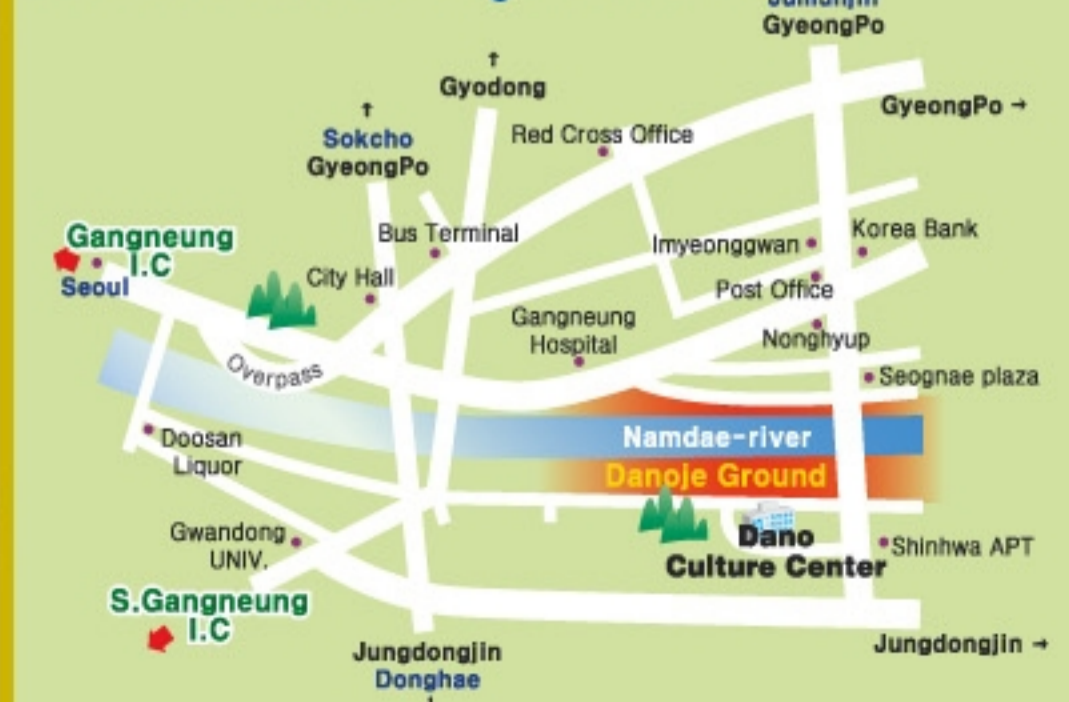 GyeongPo
↑
Gyodong
GyeongPo →
↑
Sokcho
GyeongPo
Red Cross Office
Bus Terminal
Korea Bank
Imyeonggwan
Gangneung
I.C
Seoul
City Hall
Post Office
Gangneung
Hospital
Nonghyup
Overpass
Seognae plaza
Namdae-river
Doosan
Liquor
Danoje Ground
Gwandong
UNIV.
Dano
Culture Center
Shinhwa APT
S.Gangneung
I.C
Jungdongjin
Donghae
Jungdongjin →